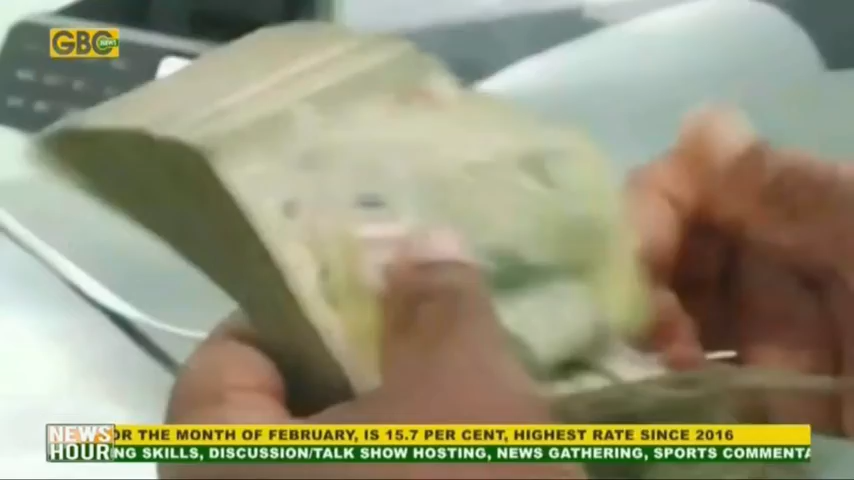 GBC NEWS
NEWS HOUR
OR THE MONTH OF FEBRUARY, IS 15.7 PER CENT, HIGHEST RATE SINCE 2016
NG SKILLS, DISCUSSION/TALK SHOW HOSTING, NEWS GATHERING, SPORTS COMMENTA